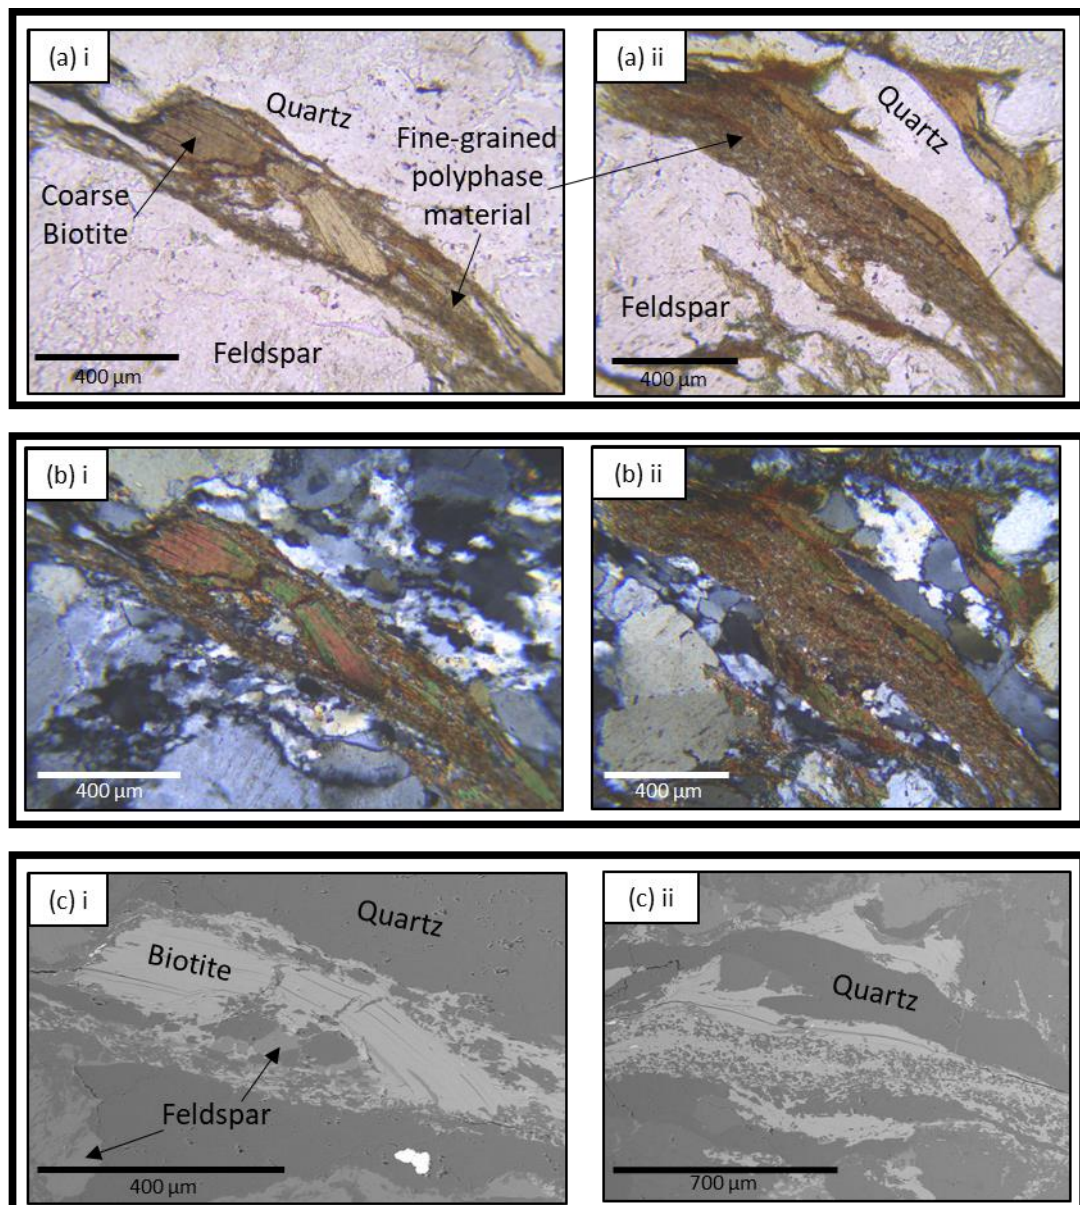 (a) i
Quartz
Fine-grained
polyphase
material
Coarse
Biotite
Feldspar
400 µm
(a) ii
Quartz
Feldspar
400 µm
(b) i
400 µm
(b) ii
400 µm
(c) i
Quartz
Biotite
Feldspar
400 µm
(c) ii
Quartz
700 µm